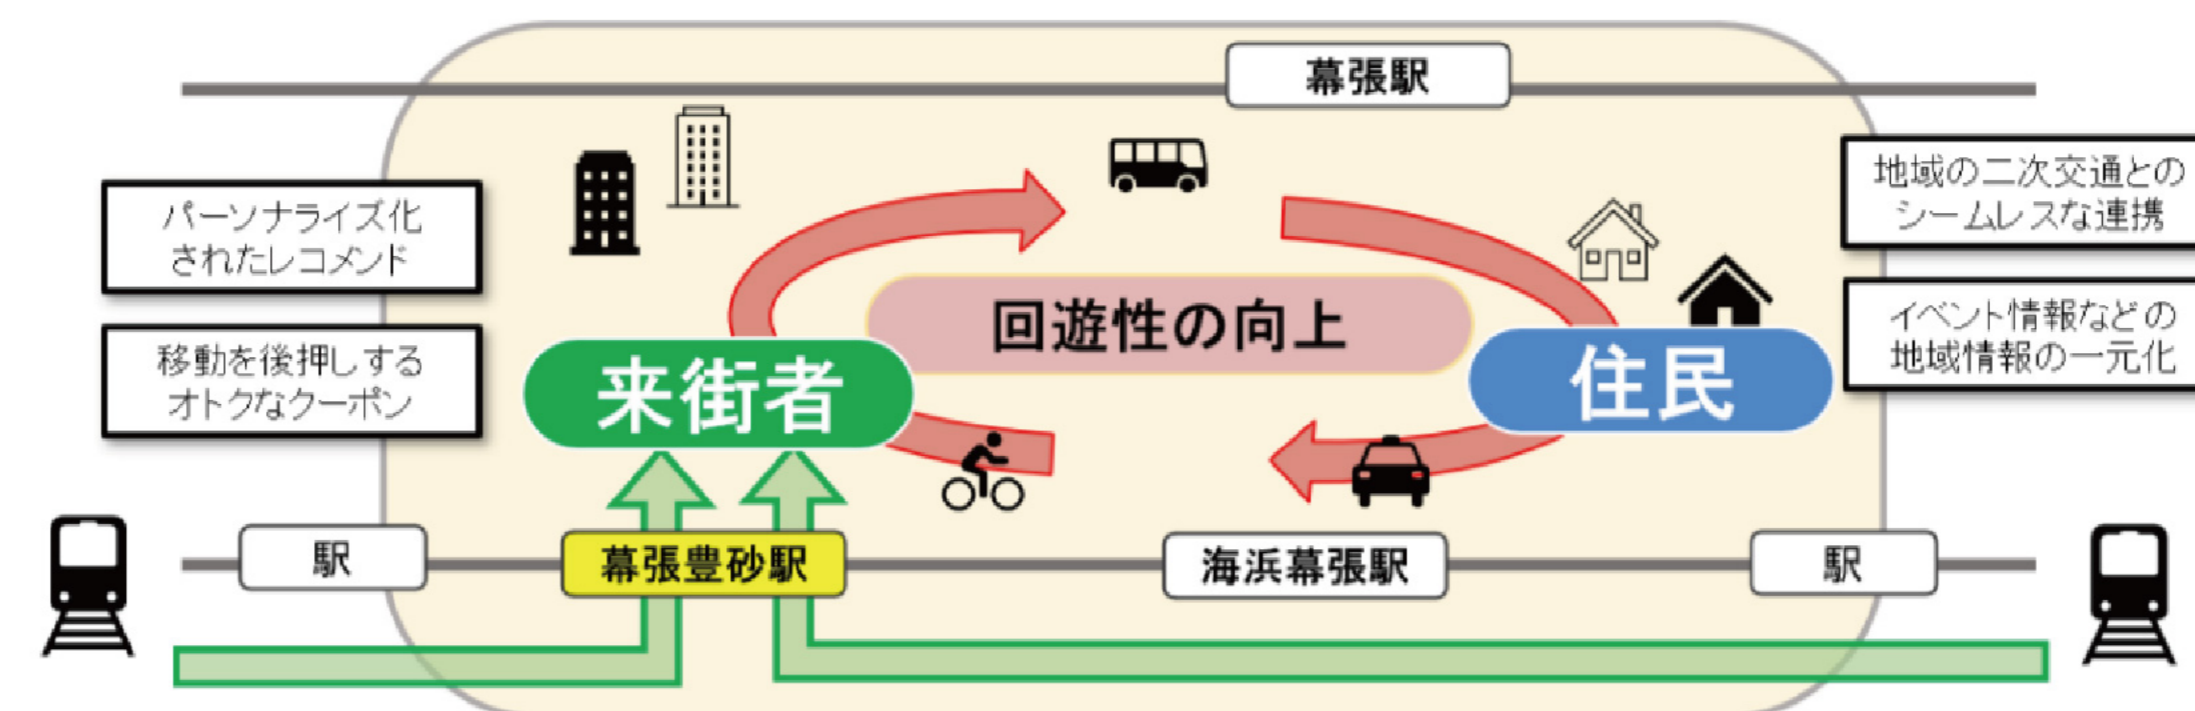 幕張駅
パーソナライズ化
されたレコメンド
移動を後押しする
オトクなクーポン
回遊性の向上
来街者
住民
地域の二次交通との
シームレスな連携
イベント情報などの
地域情報の一元化
駅
幕張豊砂駅
海浜幕張駅
駅